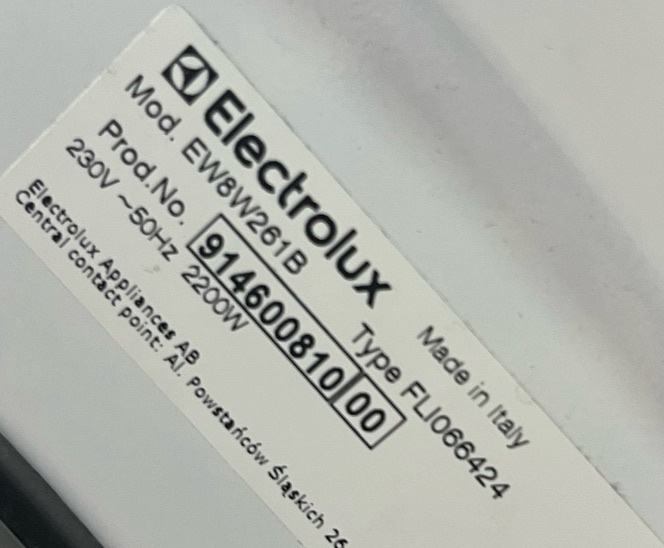 Electrolux Made in Italy
Mod. EW8W261B Type FLI066424
Prod.No. 914600810 00
230V ~50Hz 2200W
Electrolux Appliances AB
Central contact point: Al. Powstańców Śląskich 26